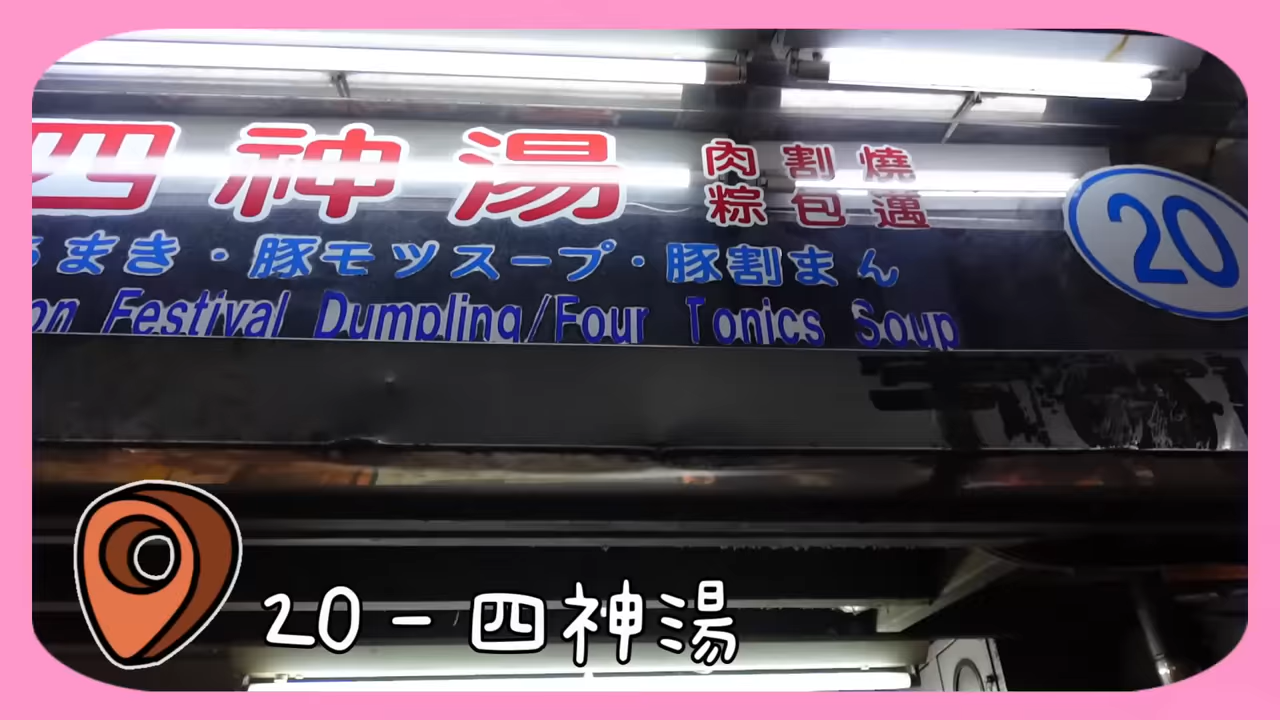 四神湯 肉 割 燒
粽 包 邁
20
ちまき・豚モツスープ・豚割まん
on Festival Dumpling/Four Tonics Soup
20-四神湯